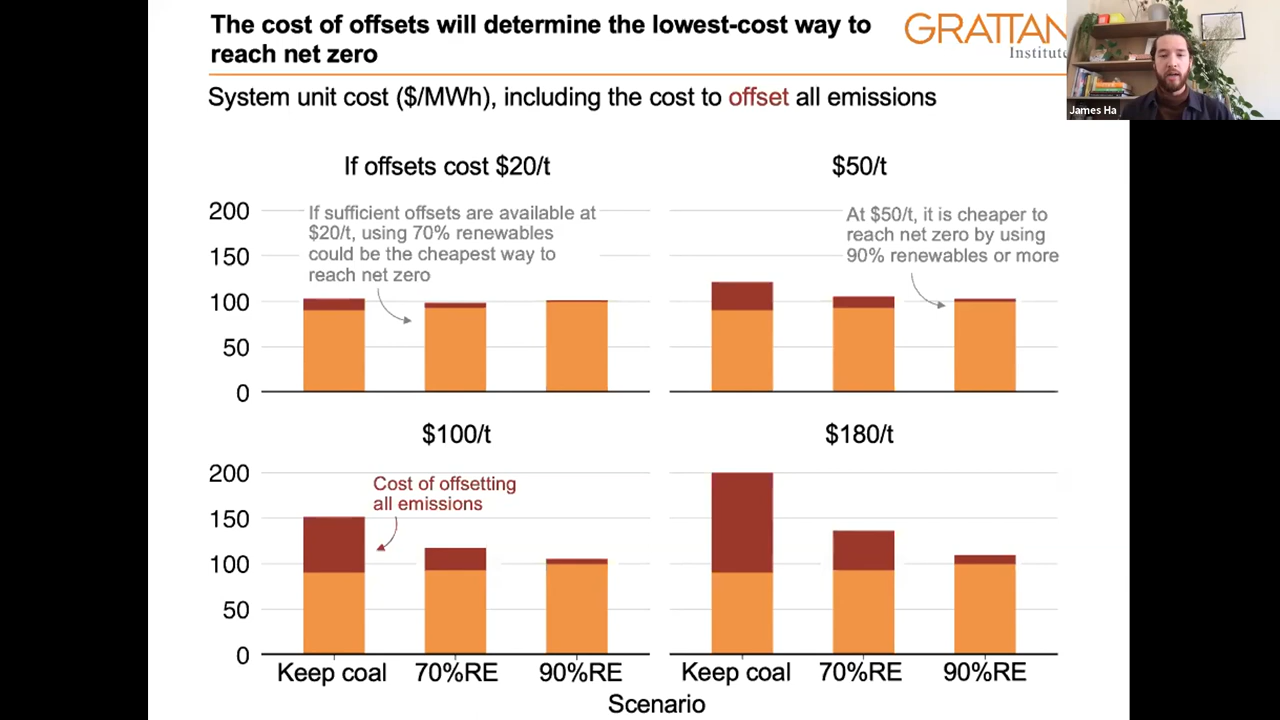 The cost of offsets will determine the lowest-cost way to
reach net zero
GRATTAN
Institute
James Ha
System unit cost ($/MWh), including the cost to offset all emissions
If offsets cost $20/t
200
150
100
50
0
If sufficient offsets are available at
$20/t, using 70% renewables
could be the cheapest way to
reach net zero
$50/t
At $50/t, it is cheaper to
reach net zero by using
90% renewables or more
$100/t
200
150
100
50
0
Cost of offsetting
all emissions
Keep coal
70%RE
90%RE
$180/t
Keep coal
70%RE
90%RE
Scenario